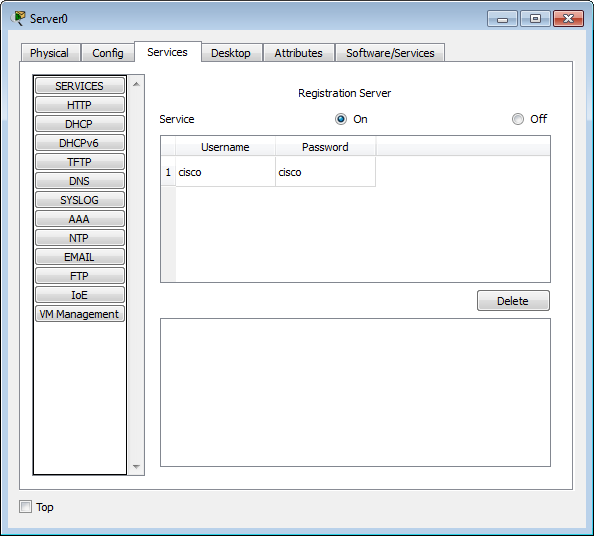 Server0
Physical Config Services Desktop Attributes Software/Services
SERVICES
HTTP
DHCP
DHCPv6
TFTP
DNS
SYSLOG
AAA
NTP
EMAIL
FTP
IoE
VM Management
Registration Server
Service On Off
Username Password
1 cisco cisco
Delete
Top